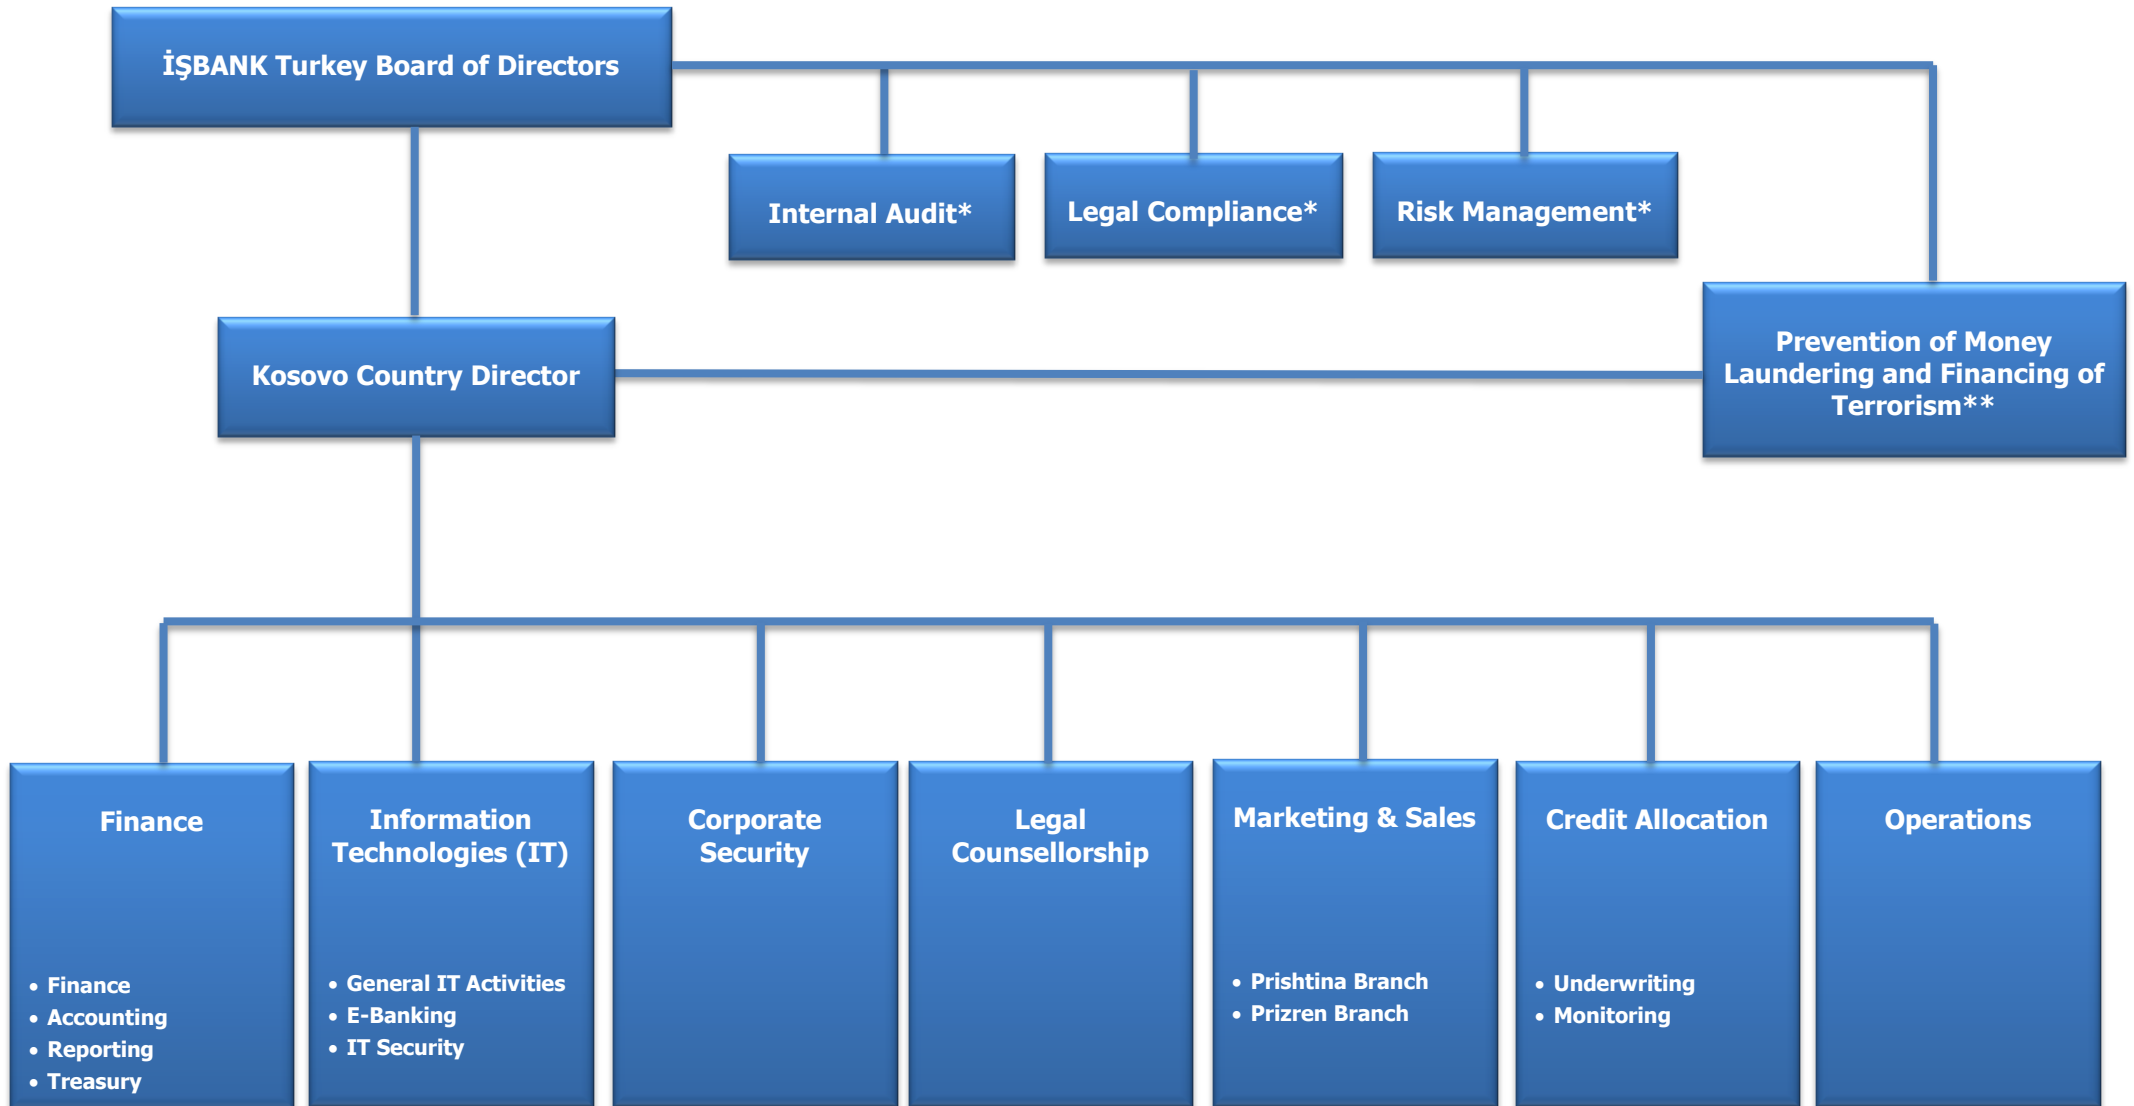 İŞBANK Turkey Board of Directors
Internal Audit*
Legal Compliance*
Risk Management*
Kosovo Country Director
Prevention of Money
Laundering and Financing of
Terrorism**
Finance
• Finance
• Accounting
• Reporting
• Treasury
Information
Technologies (IT)
• General IT Activities
• E-Banking
• IT Security
Corporate
Security
Legal
Counsellorship
Marketing & Sales
• Prishtina Branch
• Prizren Branch
Credit Allocation
• Underwriting
• Monitoring
Operations